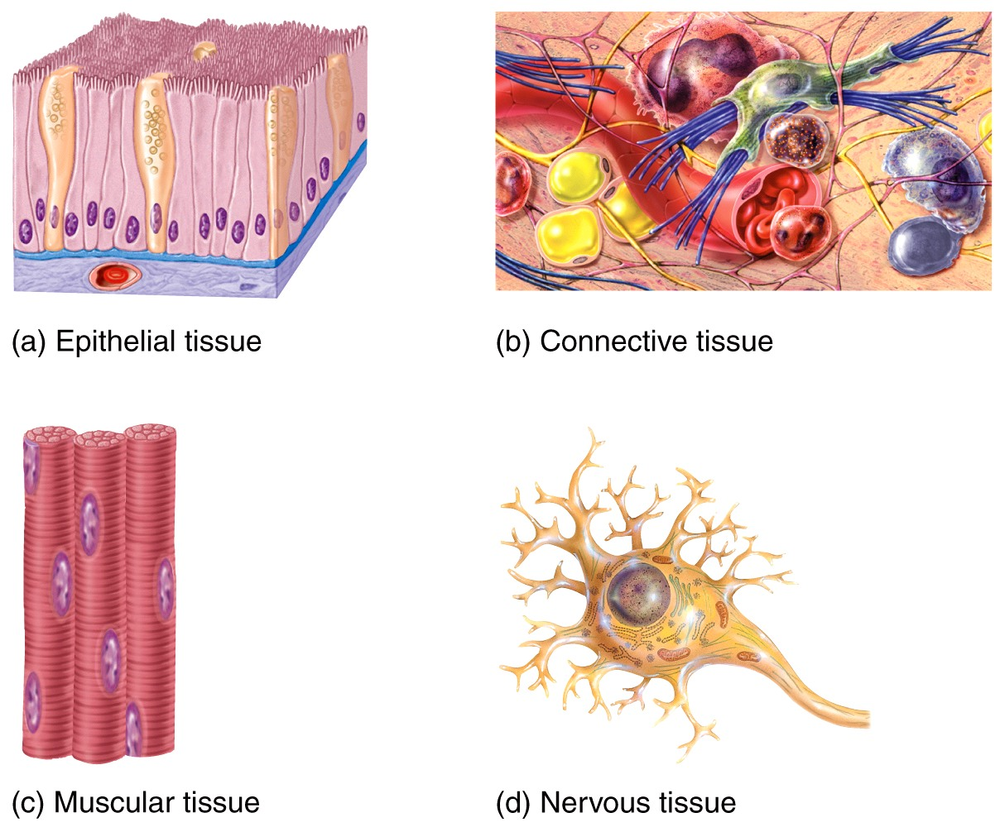 (a) Epithelial tissue
(b) Connective tissue
(c) Muscular tissue
(d) Nervous tissue